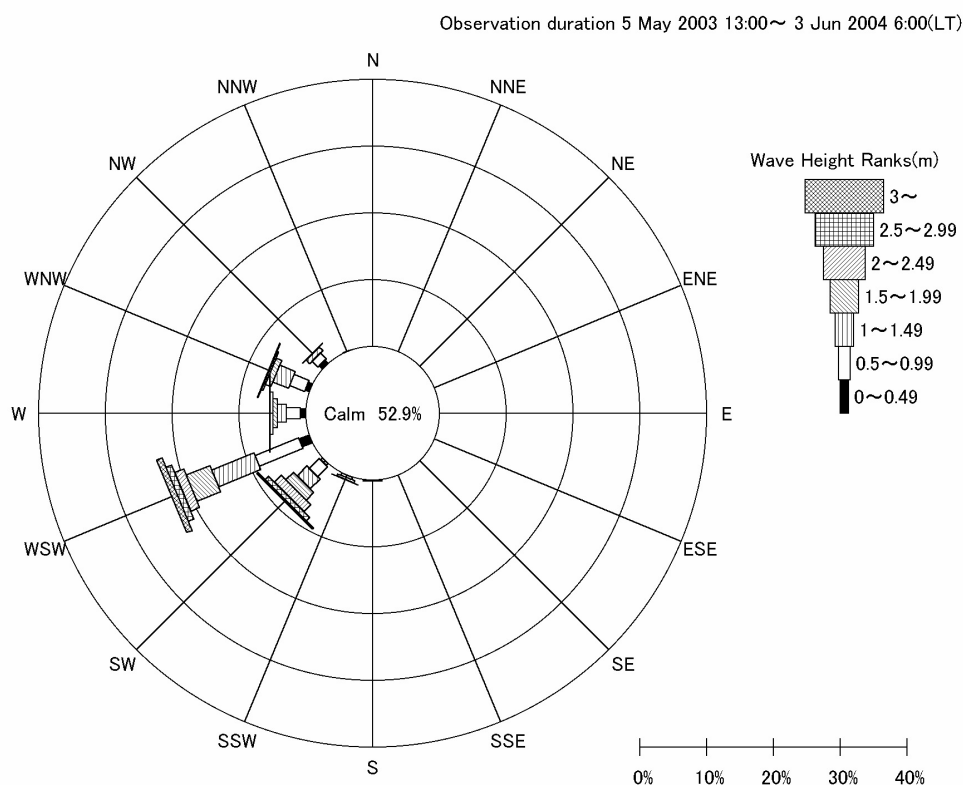 Observation duration 5 May 2003 13:00～ 3 Jun 2004 6:00(LT)
N
NNW
NNE
NW
NE
Wave Height Ranks(m)
3～
2.5～2.99
WNW
ENE
2～2.49
1.5～1.99
1～1.49
0.5～0.99
0～0.49
W
Calm 52.9%
E
WSW
ESE
SW
SE
SSW
SSE
S
0% 10% 20% 30% 40%